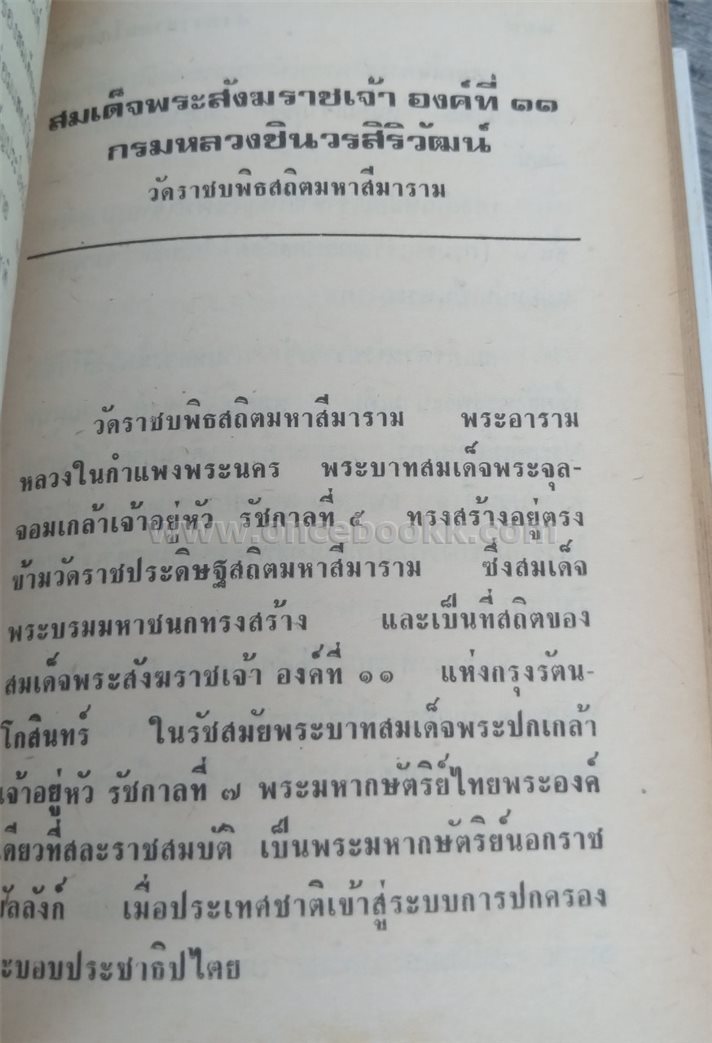 สมเด็จพระสังฆราชเจ้า องค์ที่ ๑๑
กรมหลวงชินวรสิริวัฒน์
วัดราชบพิธสถิตมหาสีมาราม
วัดราชบพิธสถิตมหาสีมาราม พระอาราม
หลวงในกำแพงพระนคร พระบาทสมเด็จพระจุล-
จอมเกล้าเจ้าอยู่หัว รัชกาลที่ ๕ ทรงสร้างอยู่ตรง
www.oncebookk.com
ข้ามวัดราชประดิษฐสถิตมหาสีมาราม ซึ่งสมเด็จ
พระบรมมหาชนกทรงสร้าง และเป็นที่สถิตของ
สมเด็จพระสังฆราชเจ้า องค์ที่ ๑๑ แห่งกรุงรัตน-
โกสินทร์ ในรัชสมัยพระบาทสมเด็จพระปกเกล้า
เจ้าอยู่หัว รัชกาลที่ ๗ พระมหากษัตริย์ไทยพระองค์
เดียวที่สละราชสมบัติ เป็นพระมหากษัตริย์นอกราช
บัลลังก์ เมื่อประเทศชาติเข้าสู่ระบบการปกครอง
ะบอบประชาธิปไตย